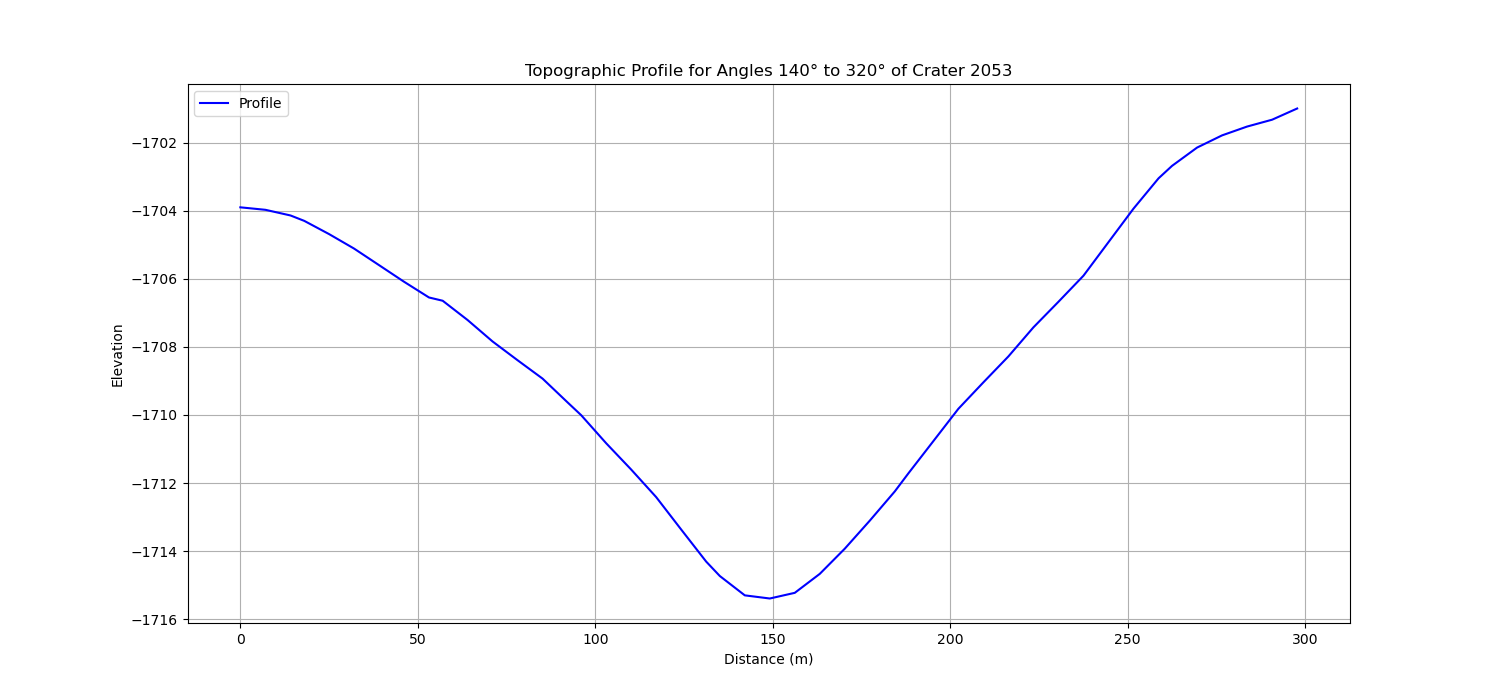 Topographic Profile for Angles 140° to 320° of Crater 2053
Profile
−1702
−1704
−1706
−1708
−1710
−1712
−1714
−1716
Elevation
0 50 100 150 200 250 300
Distance (m)